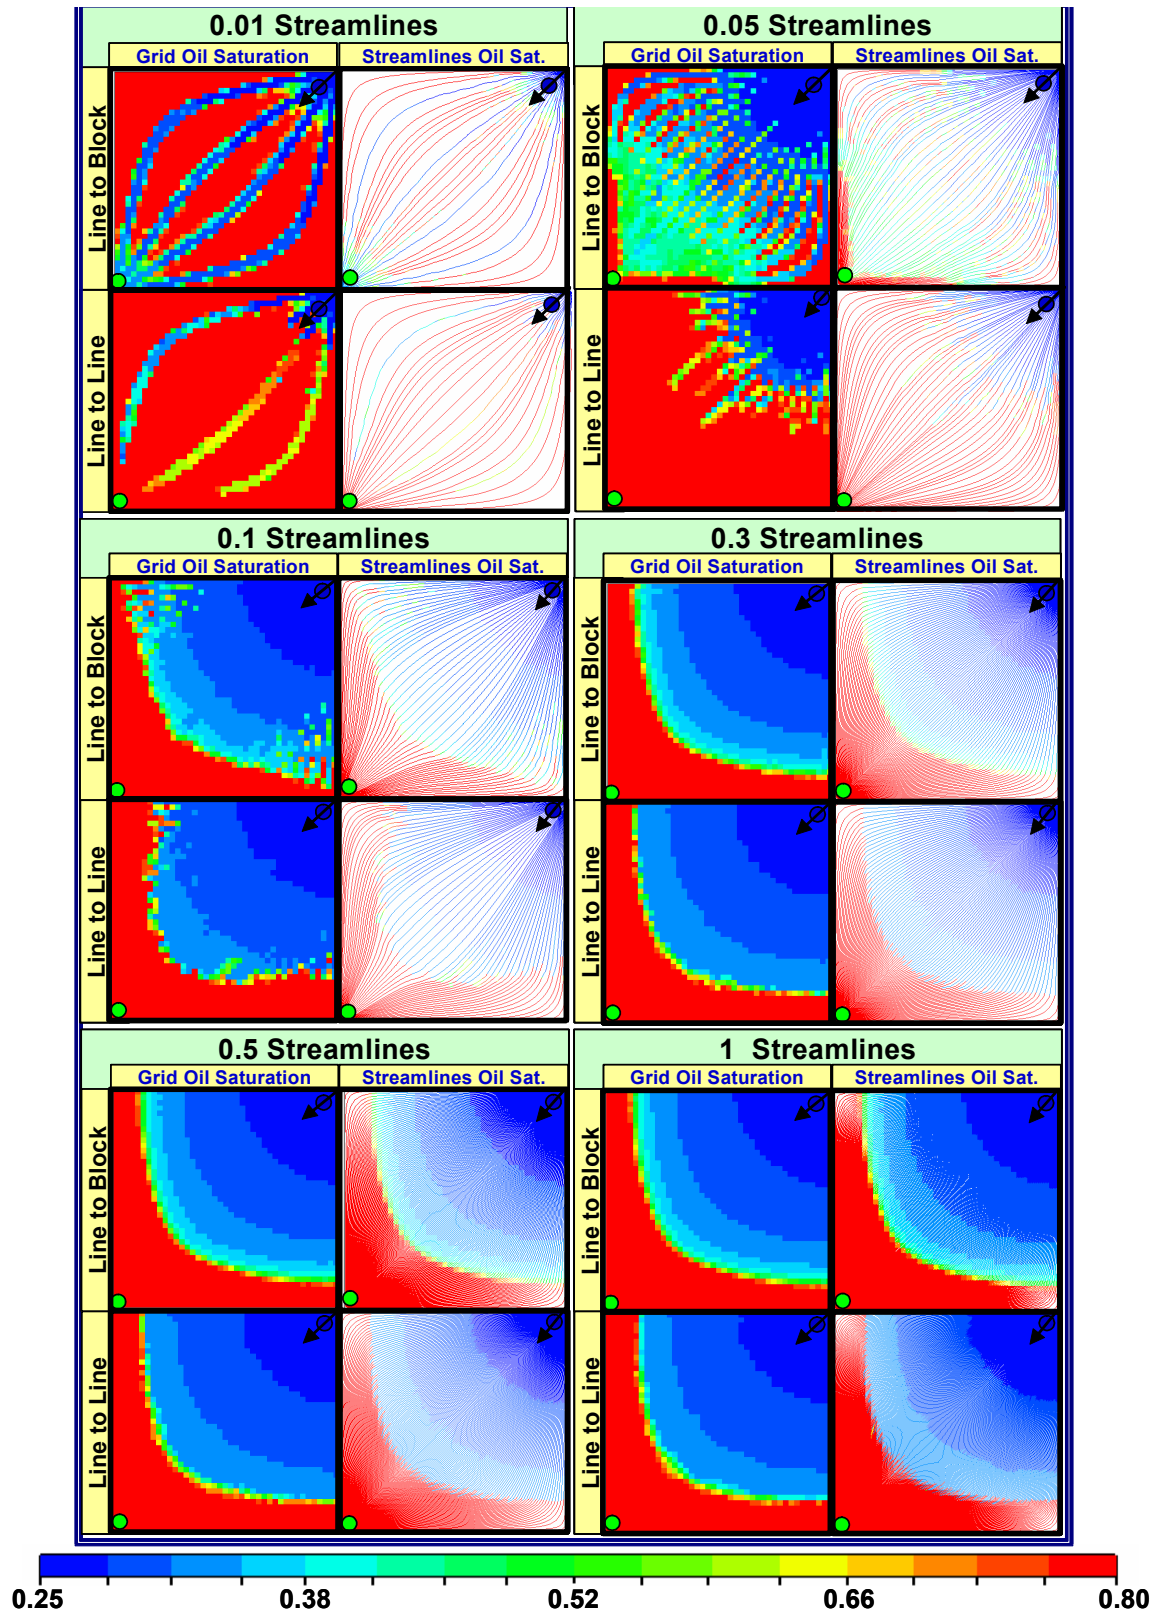 0.01 Streamlines
Grid Oil Saturation
Streamlines Oil Sat.
Line to Block
Line to Line
0.05 Streamlines
Grid Oil Saturation
Streamlines Oil Sat.
Line to Block
Line to Line
0.1 Streamlines
Grid Oil Saturation
Streamlines Oil Sat.
Line to Block
Line to Line
0.3 Streamlines
Grid Oil Saturation
Streamlines Oil Sat.
Line to Block
Line to Line
0.5 Streamlines
Grid Oil Saturation
Streamlines Oil Sat.
Line to Block
Line to Line
1 Streamlines
Grid Oil Saturation
Streamlines Oil Sat.
Line to Block
Line to Line
0.25 0.38 0.52 0.66 0.80